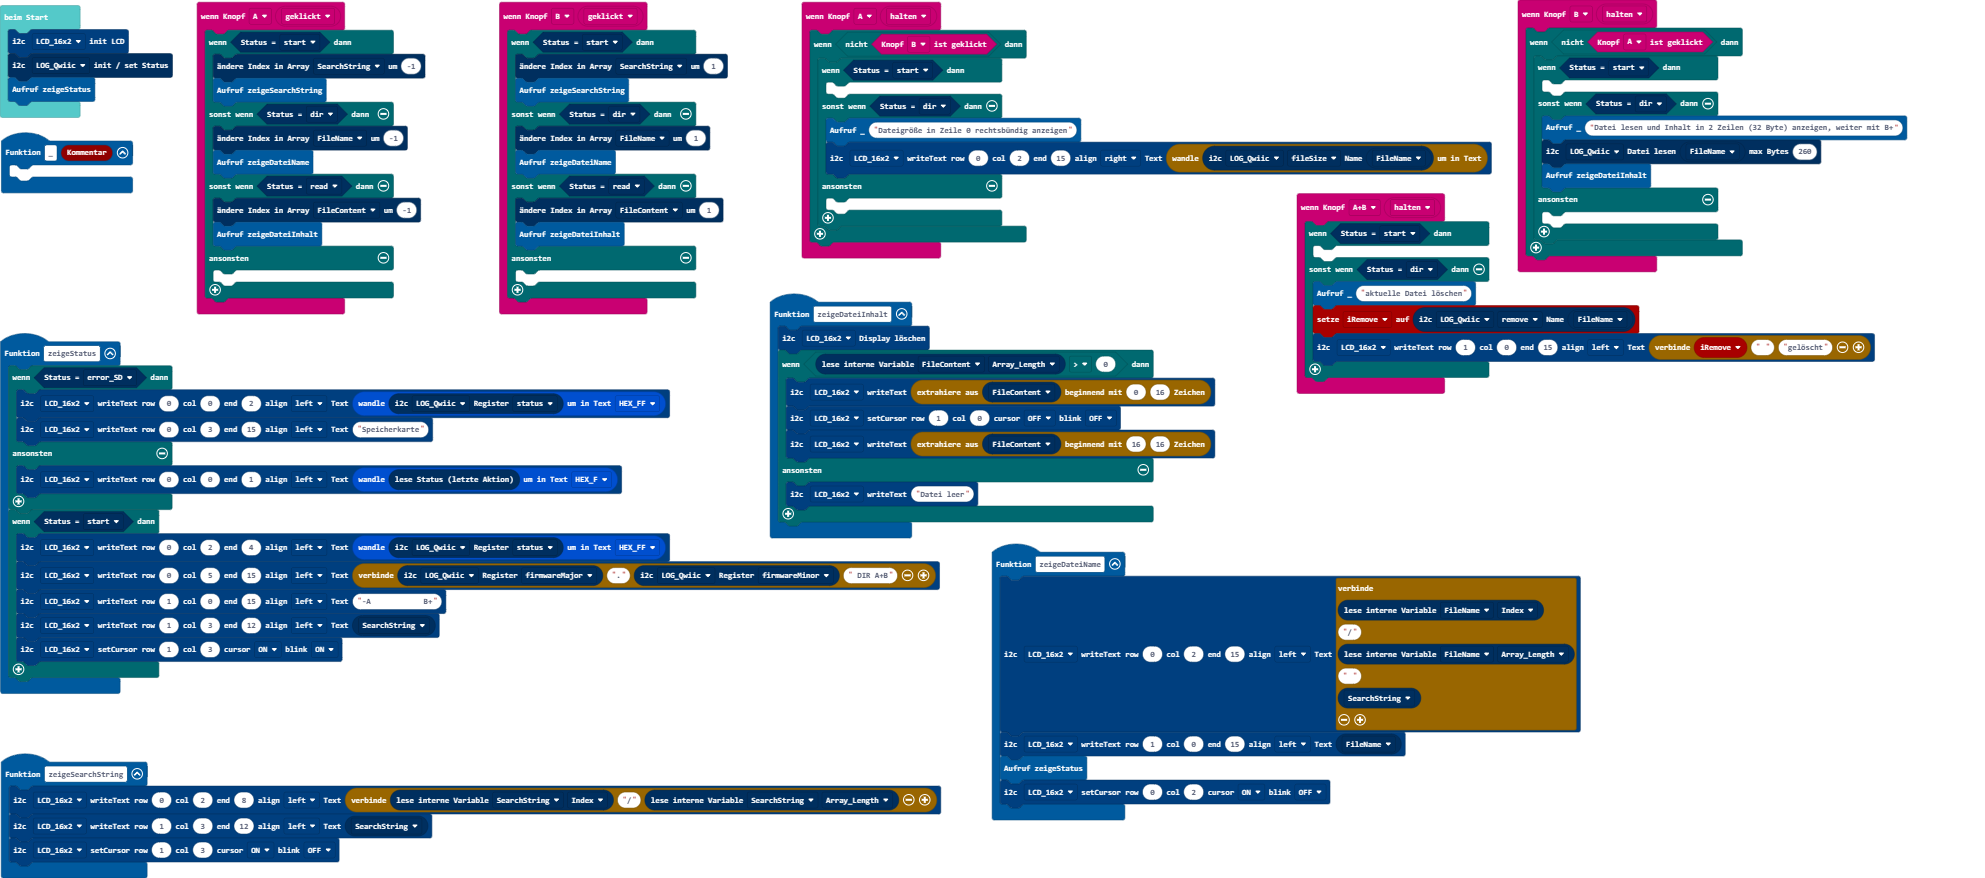 beim Start
i2c LCD_16x2 init LCD
i2c LOG_Qwiic init / set Status
Aufruf zeigeStatus
Funktion _ Kommentar
wenn Knopf A geklickt
wenn Status = start dann
ändere Index in Array SearchString um -1
Aufruf zeigeSearchString
sonst wenn Status = dir dann
ändere Index in Array FileName um -1
Aufruf zeigeDateiName
sonst wenn Status = read dann
ändere Index in Array FileContent um -1
Aufruf zeigeDateiInhalt
ansonsten
wenn Knopf B geklickt
wenn Status = start dann
ändere Index in Array SearchString um 1
Aufruf zeigeSearchString
sonst wenn Status = dir dann
ändere Index in Array FileName um 1
Aufruf zeigeDateiName
sonst wenn Status = read dann
ändere Index in Array FileContent um 1
Aufruf zeigeDateiInhalt
ansonsten
wenn Knopf A halten
wenn nicht Knopf B ist geklickt dann
wenn Status = start dann
sonst wenn Status = dir dann
Aufruf _ "Dateigröße in Zeile 0 rechtsbündig anzeigen"
i2c LCD_16x2 writeText row 0 col 2 end 15 align right Text wandle i2c LOG_Qwiic fileSize Name FileName um in Text
ansonsten
wenn Knopf B halten
wenn nicht Knopf A ist geklickt dann
wenn Status = start dann
sonst wenn Status = dir dann
Aufruf _ "Datei lesen und Inhalt in 2 Zeilen (32 Byte) anzeigen, weiter mit B+"
i2c LOG_Qwiic Datei lesen FileName max Bytes 260
Aufruf zeigeDateiInhalt
ansonsten
wenn Knopf A+B halten
wenn Status = start dann
sonst wenn Status = dir dann
Aufruf _ "aktuelle Datei löschen"
setze iRemove auf i2c LOG_Qwiic remove Name FileName
i2c LCD_16x2 writeText row 1 col 0 end 15 align left Text verbinde iRemove " " "gelöscht"
Funktion zeigeDateiInhalt
i2c LCD_16x2 Display löschen
wenn lese interne Variable FileContent Array_Length > 0 dann
i2c LCD_16x2 writeText extrahiere aus FileContent beginnend mit 0 16 Zeichen
i2c LCD_16x2 setCursor row 1 col 0 cursor OFF blink OFF
i2c LCD_16x2 writeText extrahiere aus FileContent beginnend mit 16 16 Zeichen
ansonsten
i2c LCD_16x2 writeText "Datei leer"
Funktion zeigeStatus
wenn Status = error_SD dann
i2c LCD_16x2 writeText row 0 col 0 end 2 align left Text wandle i2c LOG_Qwiic Register status um in Text HEX_FF
i2c LCD_16x2 writeText row 0 col 3 end 15 align left Text "Speicherkarte"
ansonsten
i2c LCD_16x2 writeText row 0 col 0 end 1 align left Text wandle lese Status (letzte Aktion) um in Text HEX_F
wenn Status = start dann
i2c LCD_16x2 writeText row 0 col 2 end 4 align left Text wandle i2c LOG_Qwiic Register status um in Text HEX_FF
i2c LCD_16x2 writeText row 0 col 5 end 15 align left Text verbinde i2c LOG_Qwiic Register firmwareMajor "." i2c LOG_Qwiic Register firmwareMinor " DIR A+B"
i2c LCD_16x2 writeText row 1 col 0 end 15 align left Text "-A B+"
i2c LCD_16x2 writeText row 1 col 3 end 12 align left Text SearchString
i2c LCD_16x2 setCursor row 1 col 3 cursor ON blink ON
Funktion zeigeDateiName
i2c LCD_16x2 writeText row 0 col 2 end 15 align left Text
verbinde
lese interne Variable FileName Index
"/"
lese interne Variable FileName Array_Length
" "
SearchString
i2c LCD_16x2 writeText row 1 col 0 end 15 align left Text FileName
Aufruf zeigeStatus
i2c LCD_16x2 setCursor row 0 col 2 cursor ON blink OFF
Funktion zeigeSearchString
i2c LCD_16x2 writeText row 0 col 2 end 8 align left Text verbinde lese interne Variable SearchString Index "/" lese interne Variable SearchString Array_Length
i2c LCD_16x2 writeText row 1 col 3 end 12 align left Text SearchString
i2c LCD_16x2 setCursor row 1 col 3 cursor ON blink OFF